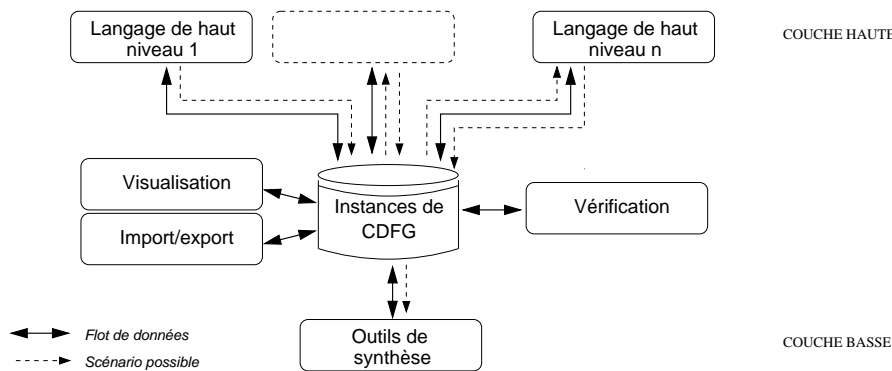 Langage de haut
niveau 1
Langage de haut
niveau n
COUCHE HAUTE
Visualisation
Import/export
Instances de
CDFG
Vérification
Outils de
synthèse
Flot de données
Scénario possible
COUCHE BASSE